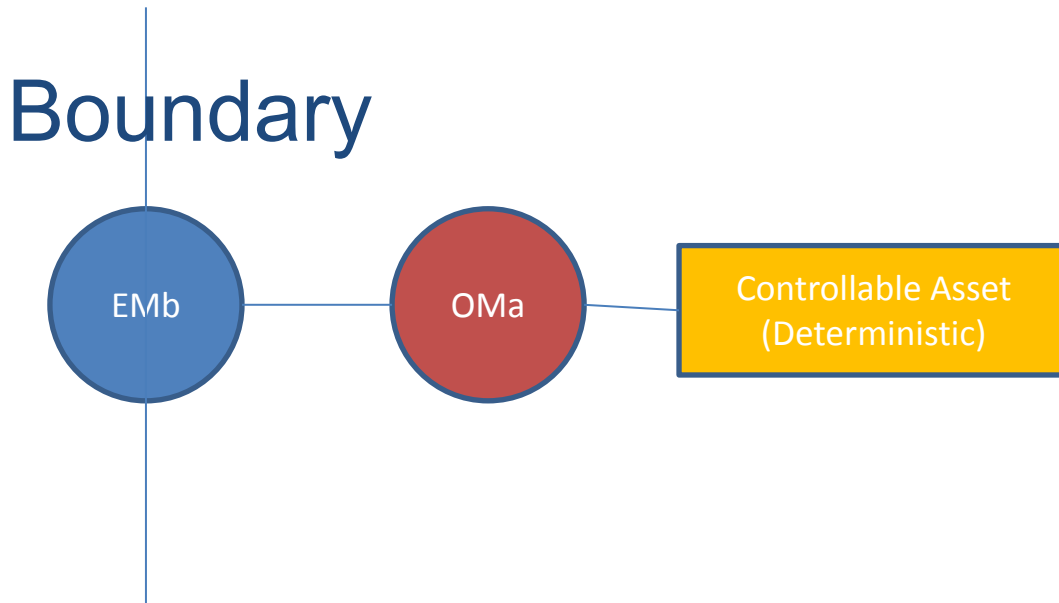 Boundary
EMb
OMa
Controllable Asset
(Deterministic)